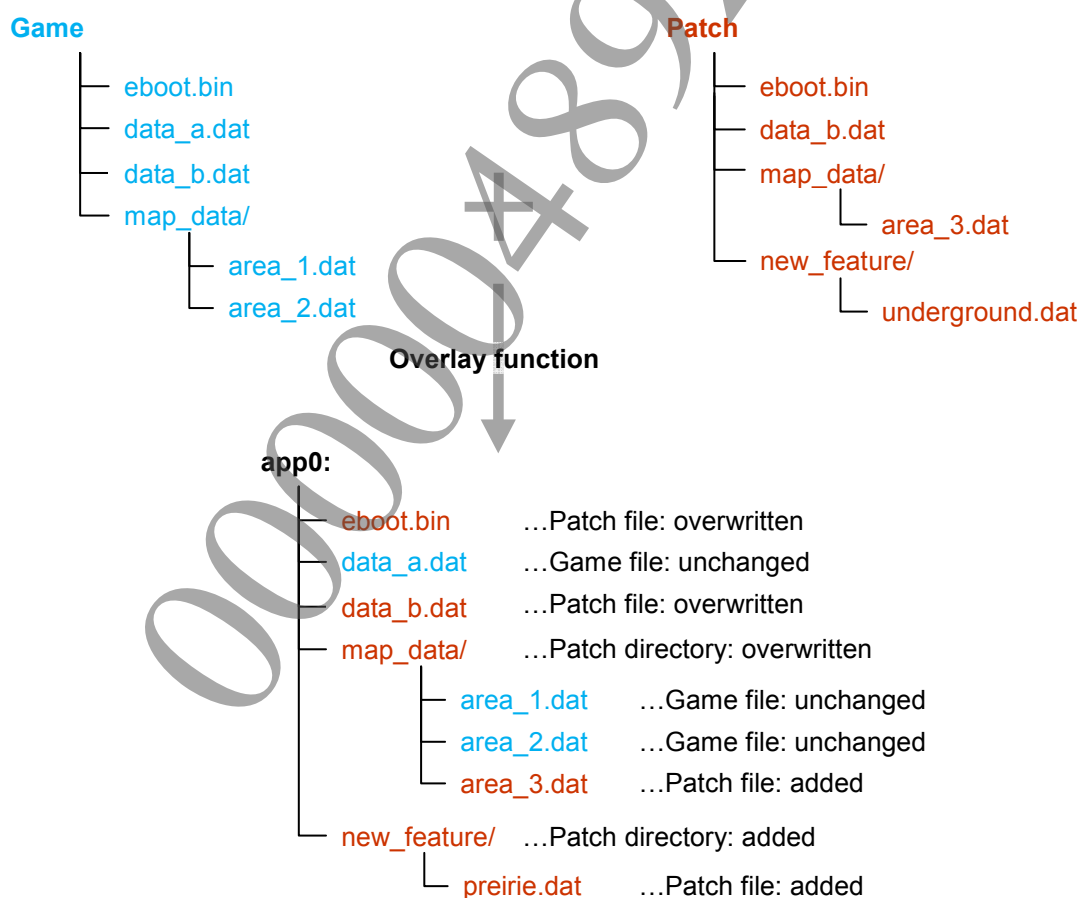 Game
eboot.bin
data_a.dat
data_b.dat
map_data/
area_1.dat
area_2.dat
Patch
eboot.bin
data_b.dat
map_data/
area_3.dat
new_feature/
underground.dat
Overlay function
app0:
eboot.bin …Patch file: overwritten
data_a.dat …Game file: unchanged
data_b.dat …Patch file: overwritten
map_data/ …Patch directory: overwritten
area_1.dat …Game file: unchanged
area_2.dat …Game file: unchanged
area_3.dat …Patch file: added
new_feature/ …Patch directory: added
preirie.dat …Patch file: added